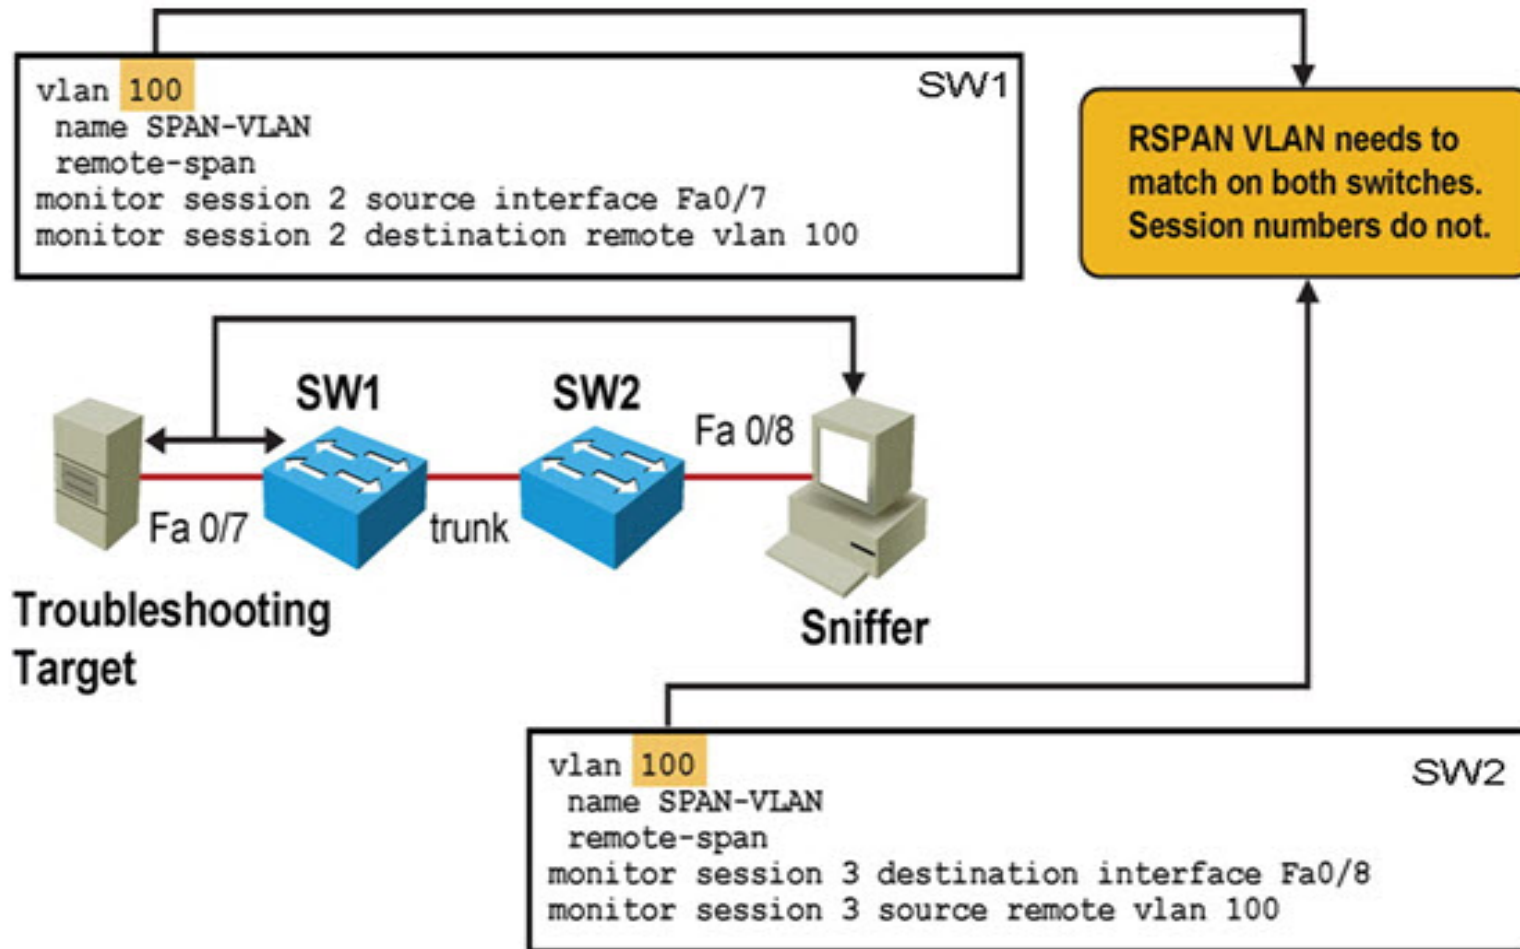 SW1
vlan 100
name SPAN-VLAN
remote-span
monitor session 2 source interface Fa0/7
monitor session 2 destination remote vlan 100
RSPAN VLAN needs to
match on both switches.
Session numbers do not.
SW1
SW2
Fa 0/8
Fa 0/7
trunk
Troubleshooting
Target
Sniffer
SW2
vlan 100
name SPAN-VLAN
remote-span
monitor session 3 destination interface Fa0/8
monitor session 3 source remote vlan 100